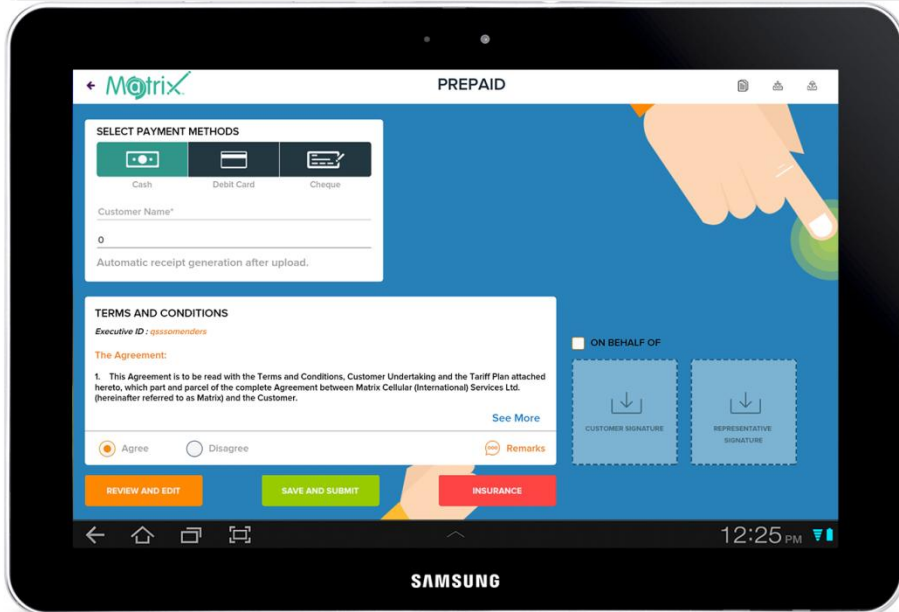 Matrix
PREPAID
SELECT PAYMENT METHODS
Cash
Debit Card
Cheque
Customer Name*
0
Automatic receipt generation after upload.
TERMS AND CONDITIONS
Executive ID : qsssomenders
The Agreement:
1. This Agreement is to be read with the Terms and Conditions, Customer Undertaking and the Tariff Plan attached
hereto, which part and parcel of the complete Agreement between Matrix Cellular (International) Services Ltd.
(hereinafter referred to as Matrix) and the Customer.
See More
Agree
Disagree
Remarks
ON BEHALF OF
CUSTOMER SIGNATURE
REPRESENTATIVE
SIGNATURE
REVIEW AND EDIT
SAVE AND SUBMIT
INSURANCE
12:25 PM
SAMSUNG